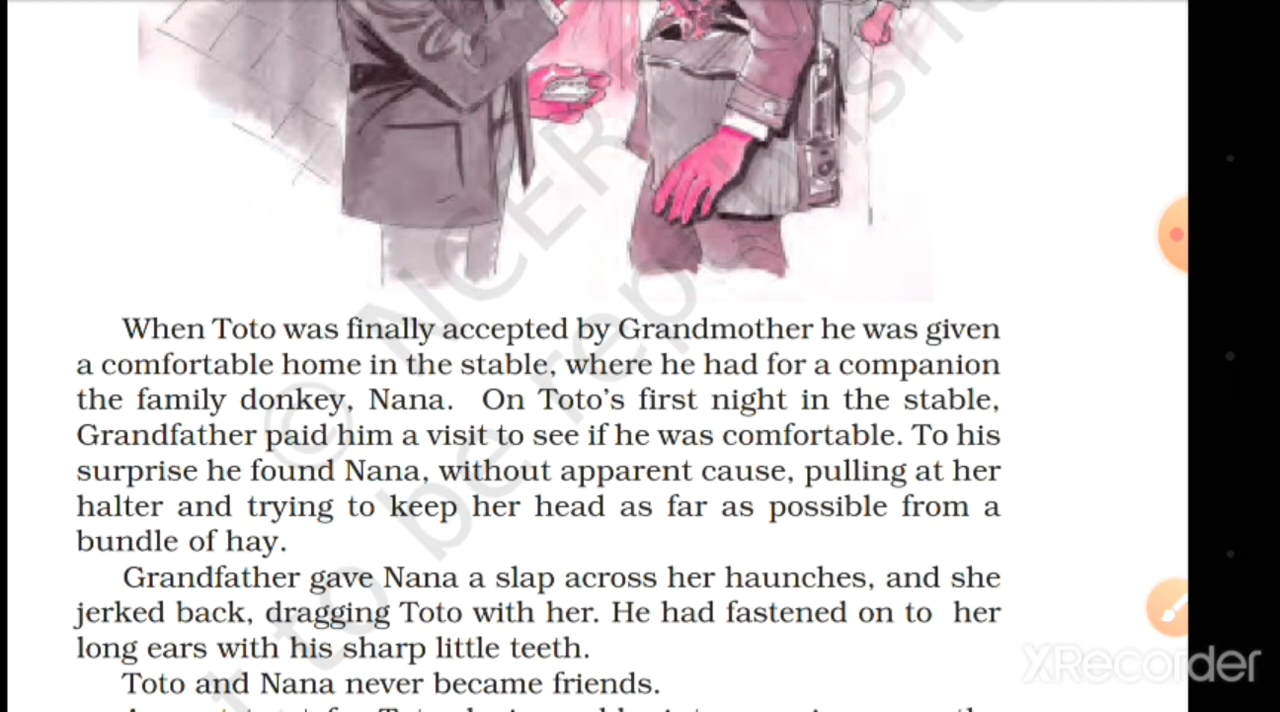 When Toto was finally accepted by Grandmother he was given
a comfortable home in the stable, where he had for a companion
the family donkey, Nana. On Toto's first night in the stable,
Grandfather paid him a visit to see if he was comfortable. To his
surprise he found Nana, without apparent cause, pulling at her
halter and trying to keep her head as far as possible from a
bundle of hay.
Grandfather gave Nana a slap across her haunches, and she
jerked back, dragging Toto with her. He had fastened on to her
long ears with his sharp little teeth.
Toto and Nana never became friends.
© NCERT
to be
XRecorder